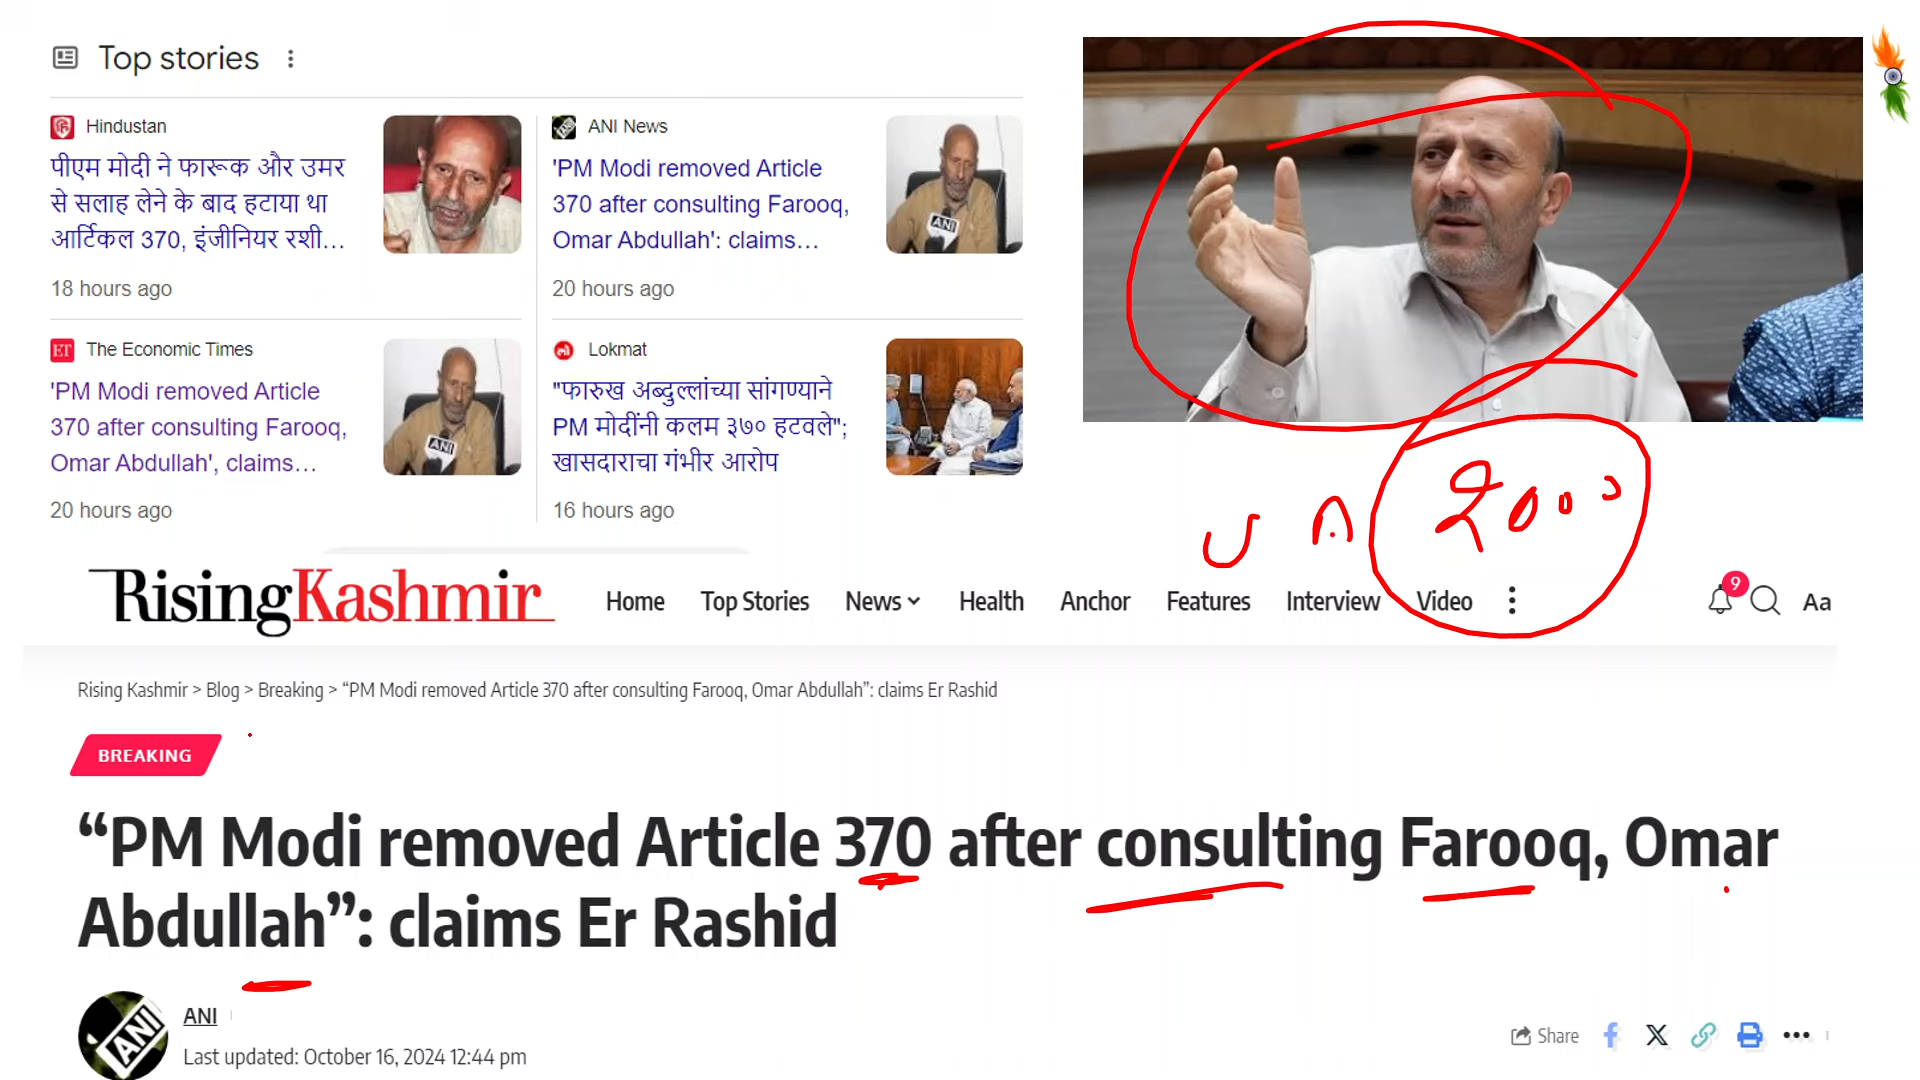 Top stories
Hindustan
पीएम मोदी ने फारूक और उमर
से सलाह लेने के बाद हटाया था
आर्टिकल 370, इंजीनियर रशी...
18 hours ago
ANI News
'PM Modi removed Article
370 after consulting Farooq,
Omar Abdullah': claims...
20 hours ago
The Economic Times
'PM Modi removed Article
370 after consulting Farooq,
Omar Abdullah', claims...
20 hours ago
Lokmat
"फारुख अब्दुल्लांच्या सांगण्याने
PM मोदींनी कलम ३७० हटवले";
खासदाराचा गंभीर आरोप
16 hours ago
RisingKashmir
Home Top Stories News Health Anchor Features Interview Video
9
Aa
Rising Kashmir > Blog > Breaking > “PM Modi removed Article 370 after consulting Farooq, Omar Abdullah”: claims Er Rashid
BREAKING
“PM Modi removed Article 370 after consulting Farooq, Omar
Abdullah”: claims Er Rashid
ANI
ANI
Last updated: October 16, 2024 12:44 pm
Share